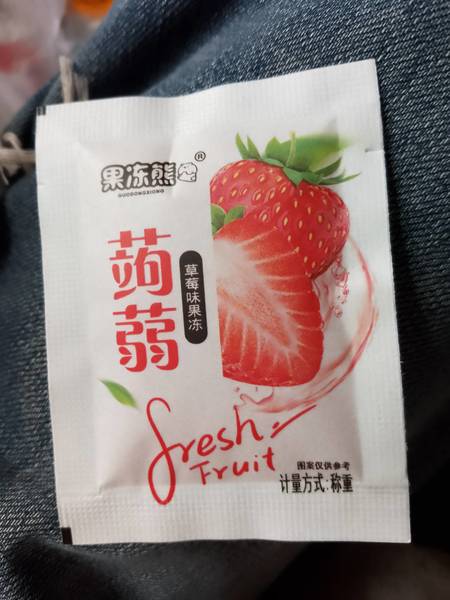 果冻熊®
GUODONGXIONG
蒟蒻
草莓味果冻
fresh
Fruit
图案仅供参考
计量方式:称重